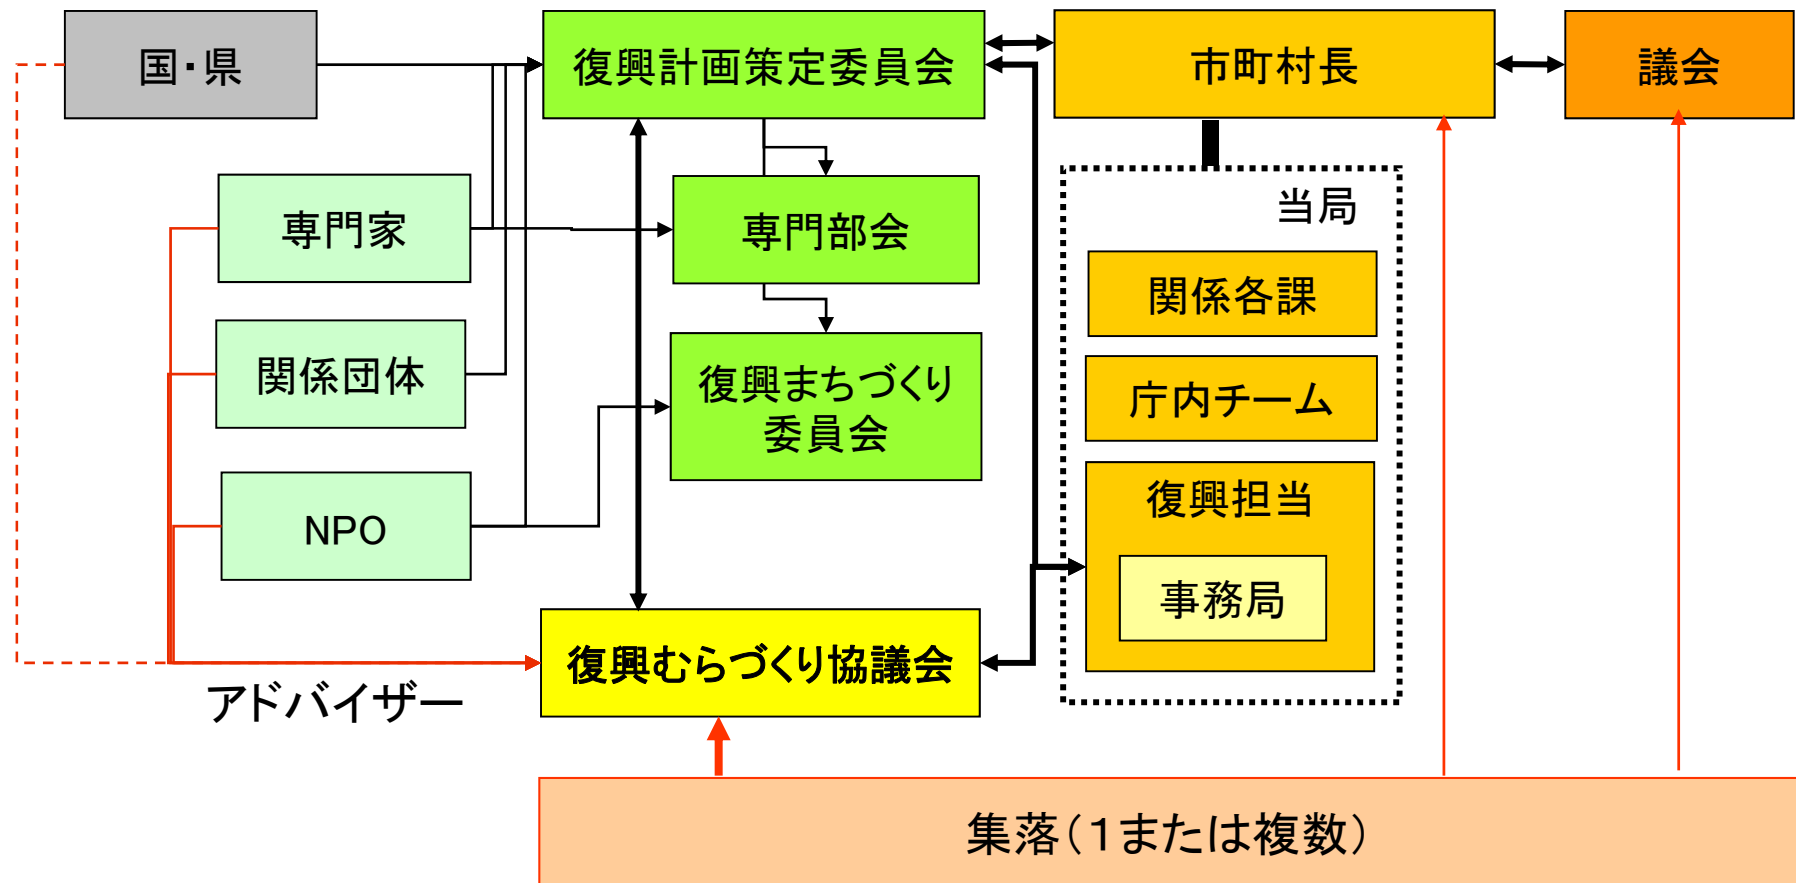 国・県
復興計画策定委員会
市町村長
議会
専門家
専門部会
当局
関係各課
関係団体
復興まちづくり
委員会
庁内チーム
NPO
復興担当
事務局
復興むらづくり協議会
アドバイザー
集落(1または複数)